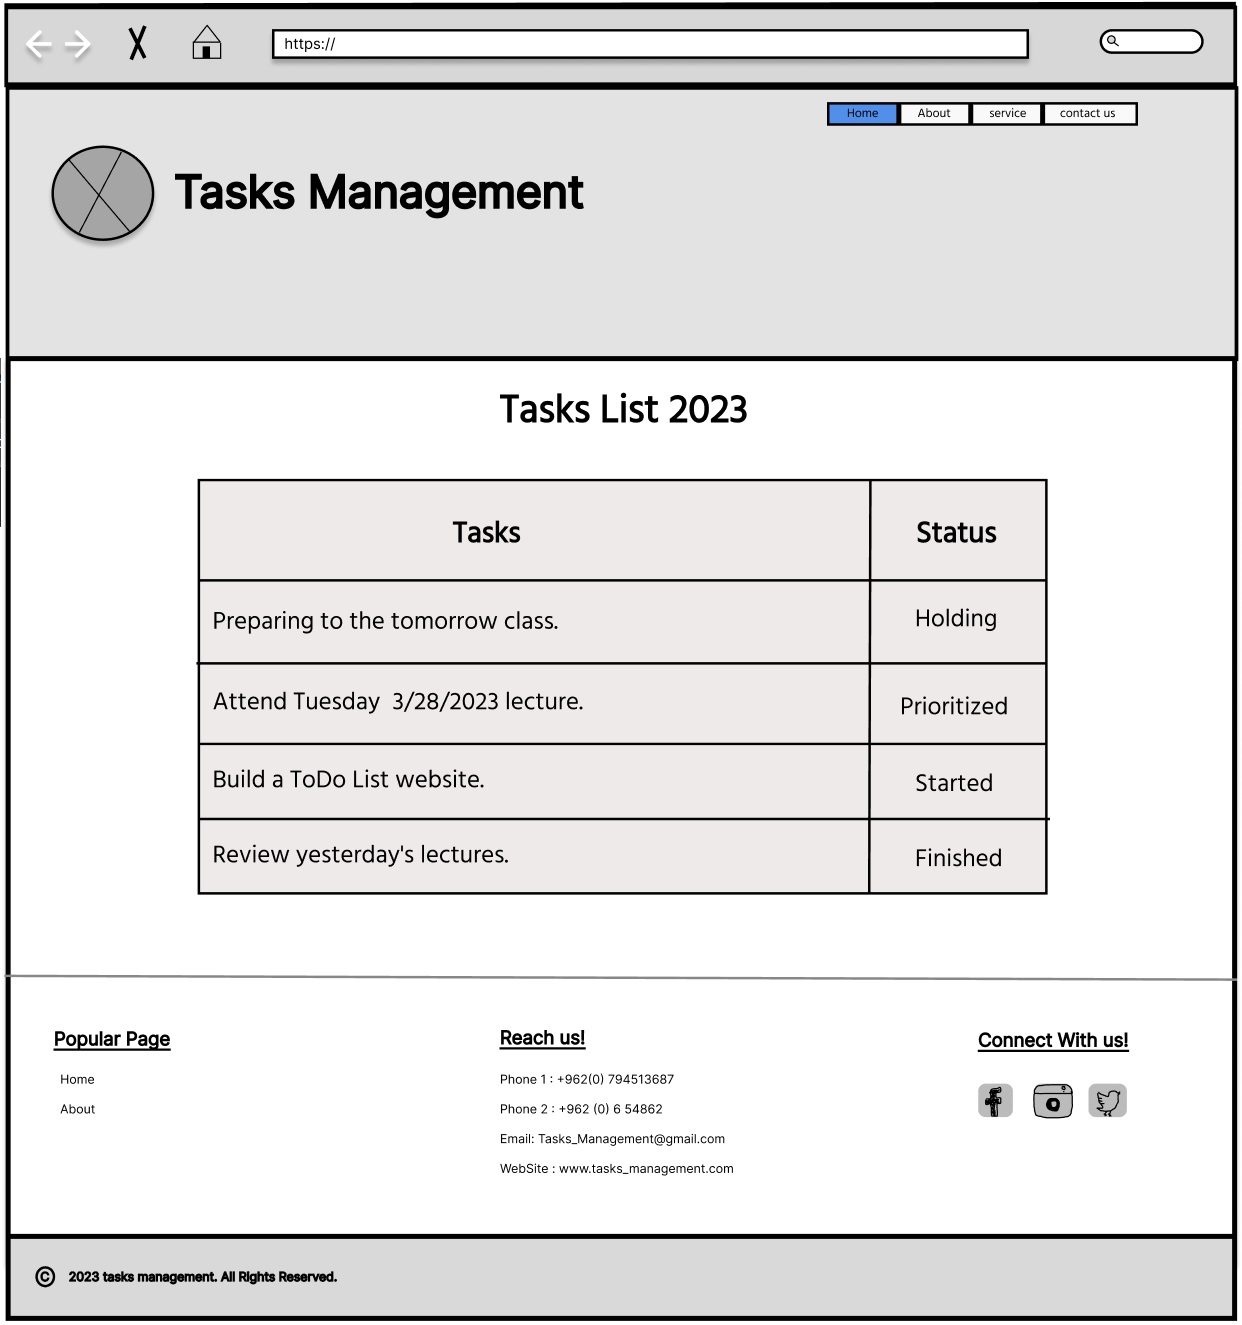 https://
Home About service contact us
Tasks Management
Tasks List 2023
Tasks Status
Preparing to the tomorrow class. Holding
Attend Tuesday 3/28/2023 lecture. Prioritized
Build a ToDo List website. Started
Review yesterday's lectures. Finished
Popular Page
Home
About
Reach us!
Phone 1 : +962(0) 794513687
Phone 2 : +962 (0) 6 54862
Email: Tasks_Management@gmail.com
WebSite : www.tasks_management.com
Connect With us!
© 2023 tasks management. All Rights Reserved.